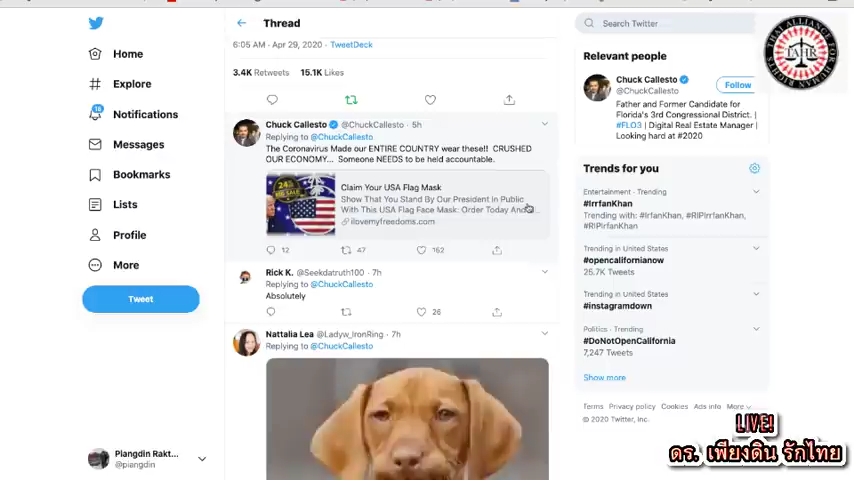 Thread
Search Twitter
6:05 AM · Apr 29, 2020 · TweetDeck
3.4K Retweets 15.1K Likes
Home
Explore
Notifications
Messages
Bookmarks
Lists
Profile
More
Tweet
Piangdin Rakt...
@piangdin
Chuck Callesto @ChuckCallesto · 5h
Replying to @ChuckCallesto
The Coronavirus Made our ENTIRE COUNTRY wear these!! CRUSHED
OUR ECONOMY... Someone NEEDS to be held accountable.
Claim Your USA Flag Mask
Show That You Stand By Our President in Public
With This USA Flag Face Mask: Order Today And...
ilovemyfreedoms.com
12 47 162
Rick K. @Seekdatruth100 · 7h
Replying to @ChuckCallesto
Absolutely
26
Nattalia Lea @Ladyw_IronRing · 7h
Replying to @ChuckCallesto
Relevant people
Chuck Callesto
@ChuckCallesto
Follow
Father and Former Candidate for
Florida's 3rd Congressional District. |
#FL03 | Digital Real Estate Manager |
Looking hard at #2020
Trends for you
Entertainment · Trending
#IrrfanKhan
Trending with: #IrfanKhan, #RIPIrrfanKhan,
#RIPIrfan
Trending in United States
#opencalifornianow
25.7K Tweets
Trending in United States
#instagramdown
Politics · Trending
#DoNotOpenCalifornia
7,247 Tweets
Show more
Terms Privacy policy Cookies Ads info More
© 2020 Twitter, Inc.
THAI ALLIANCE FOR HUMAN RIGHTS
TAHR
LIVE!
ดร. เพียงดิน รักไทย